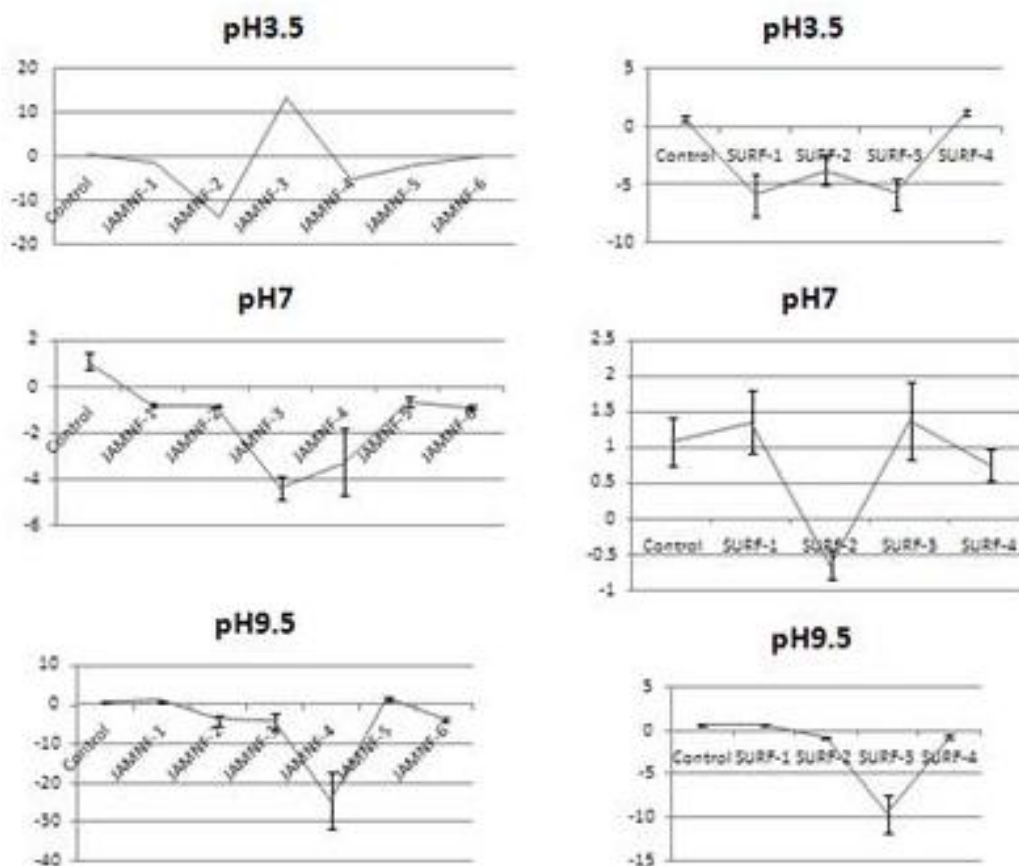 pH3.5
20
10
0
-10
-20
Control
JAMNF-1
JAMNF-2
JAMNF-3
JAMNF-4
JAMNF-5
JAMNF-6
pH3.5
5
0
-5
-10
Control SURF-1 SURF-2 SURF-3 SURF-4
pH7
2
0
-2
-4
-6
Control
JAMNF-1
JAMNF-2
JAMNF-3
JAMNF-4
JAMNF-5
JAMNF-6
pH7
2.5
2
1.5
1
0.5
0
-0.5
-1
Control SURF-1 SURF-2 SURF-3 SURF-4
pH9.5
10
0
-10
-20
-30
-40
Control
JAMNF-1
JAMNF-2
JAMNF-3
JAMNF-4
JAMNF-5
JAMNF-6
pH9.5
5
0
-5
-10
-15
Control SURF-1 SURF-2 SURF-3 SURF-4